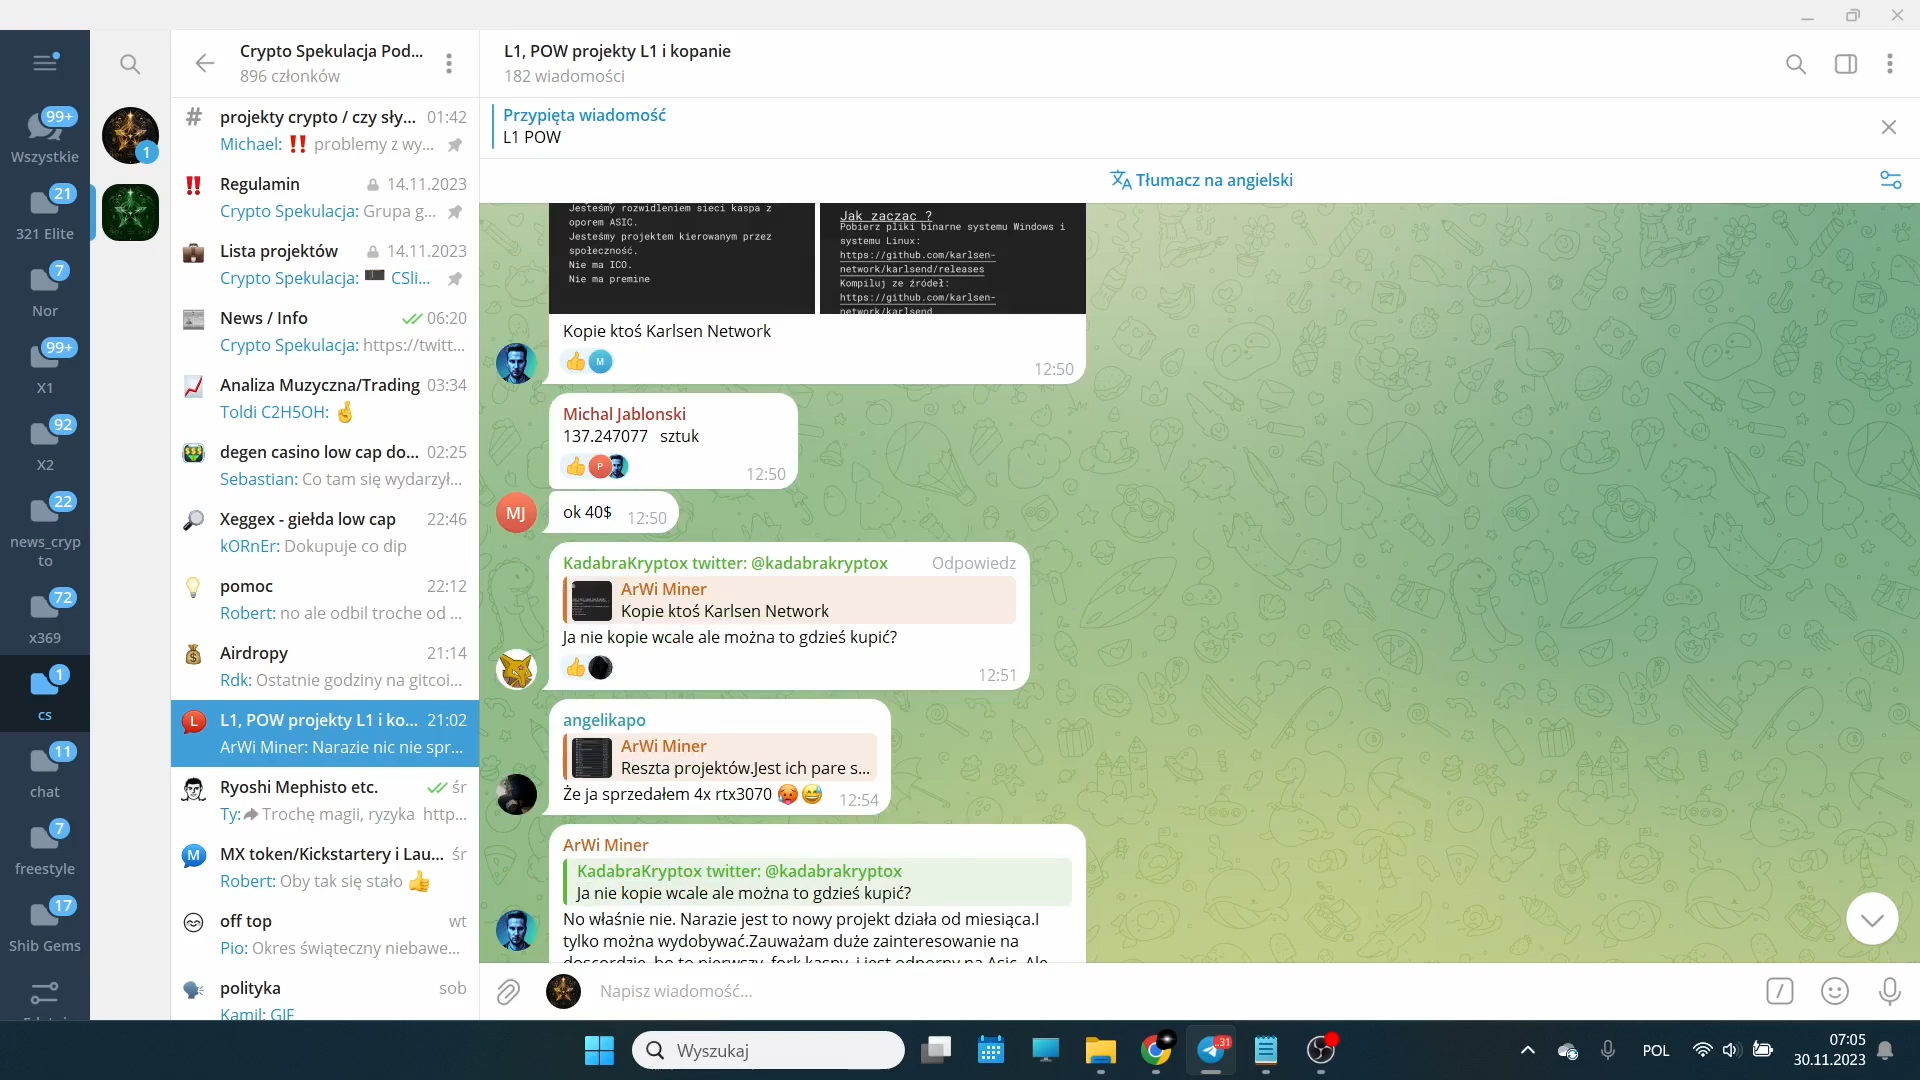 99+
Wszystkie
21
321 Elite
7
Nor
99+
X1
92
X2
22
news_cryp
to
72
x369
1
cs
11
chat
7
freestyle
17
Shib Gems
1
Crypto Spekulacja Pod...
896 członków
projekty crypto / czy sły... 01:42
Michael: ‼️ problemy z wy...
Regulamin 14.11.2023
Crypto Spekulacja: Grupa g...
Lista projektów 14.11.2023
Crypto Spekulacja: CSli...
News / Info 06:20
Crypto Spekulacja: https://twitt...
Analiza Muzyczna/Trading 03:34
Toldi C2H5OH: 🤞
degen casino low cap do... 02:25
Sebastian: Co tam się wydarzył...
Xeggex - giełda low cap 22:46
kORnEr: Dokupuje co dip
pomoc 22:12
Robert: no ale odbil troche od ...
Airdropy 21:14
Rdk: Ostatnie godziny na gitcoi...
L
L1, POW projekty L1 i ko... 21:02
ArWi Miner: Narazie nic nie spr...
Ryoshi Mephisto etc. śr
Ty: Trochę magii, ryzyka http...
M
MX token/Kickstartery i Lau... śr
Robert: Oby tak się stało 👍
off top wt
Pio: Okres świąteczny niebawe...
polityka sob
Kamil: GIF
L1, POW projekty L1 i kopanie
182 wiadomości
Przypięta wiadomość
L1 POW
Tłumacz na angielski
Jesteśmy rozwidleniem sieci kaspa z
oporem ASIC.
Jesteśmy projektem kierowanym przez
społeczność.
Nie ma ICO.
Nie ma premine
Jak zacząc ?
Pobierz pliki binarne systemu Windows i
systemu Linux:
https://github.com/karlsen-
network/karlsend/releases
Kompiluj ze źródeł:
https://github.com/karlsen-
network/karlsend
Kopie ktoś Karlsen Network
👍 M
12:50
Michal Jablonski
137.247077 sztuk
👍 P
12:50
MJ
ok 40$ 12:50
KadabraKryptox twitter: @kadabrakryptox Odpowiedz
ArWi Miner
Kopie ktoś Karlsen Network
Ja nie kopie wcale ale można to gdzieś kupić?
👍
12:51
angelikapo
ArWi Miner
Reszta projektów.Jest ich pare s...
Że ja sprzedałem 4x rtx3070 🥵😅 12:54
ArWi Miner
KadabraKryptox twitter: @kadabrakryptox
Ja nie kopie wcale ale można to gdzieś kupić?
No właśnie nie. Narazie jest to nowy projekt działa od miesiąca.I
tylko można wydobywać.Zauważam duże zainteresowanie na
doscordzie, bo to pierwszy fork kaspy i jest odporny na Asic. Ale
Napisz wiadomość...
Wyszukaj
31
POL
07:05
30.11.2023